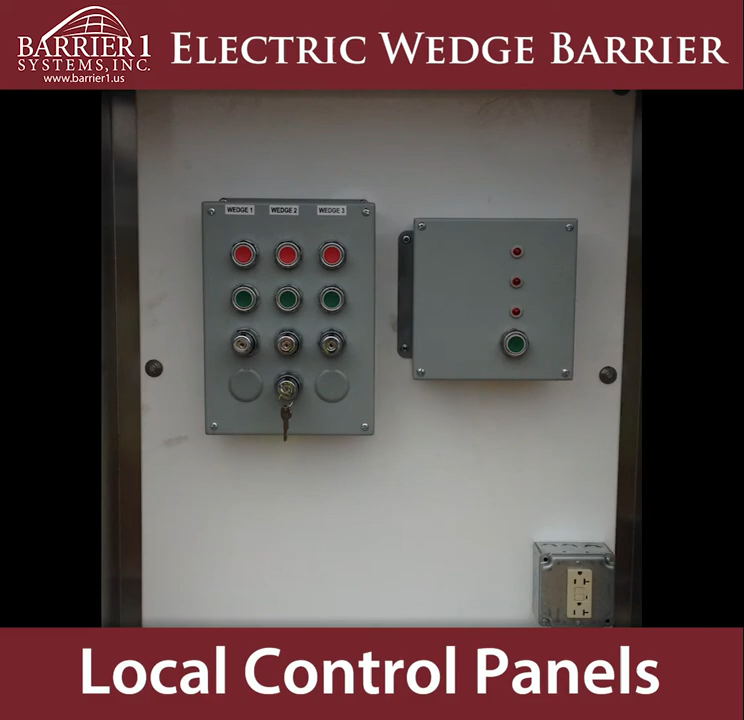 BARRIER1
SYSTEMS, INC.
www.barrier1.us
ELECTRIC WEDGE BARRIER
WEDGE 1
WEDGE 2
WEDGE 3
Local Control Panels